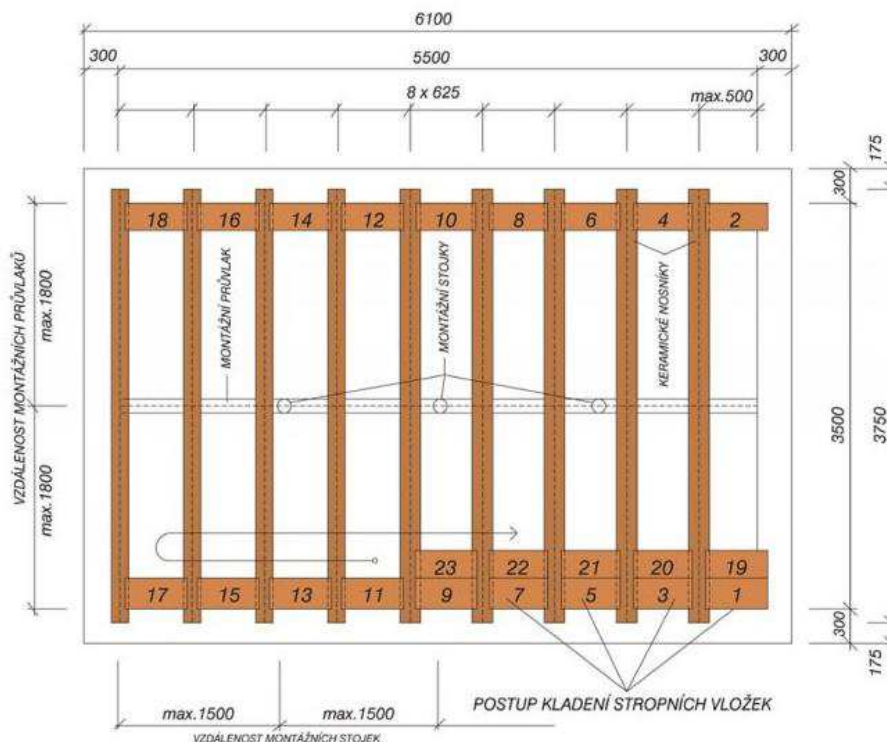 6100
300 5500 300
8 x 625 max.500
175
300
18 16 14 12 10 8 6 4 2
VZDÁLENOST MONTÁŽNÍCH PRŮVLAKŮ
max.1800
MONTÁŽNÍ PRŮVLAK
MONTÁŽNÍ STOJKY
KERAMICKÉ NOSNÍKY
3500
3750
max.1800
23 22 21 20 19
17 15 13 11 9 7 5 3 1
300
175
max.1500 max.1500
POSTUP KLADENÍ STROPNÍCH VLOŽEK
VZDÁLENOST MONTÁŽNÍCH STOJEK